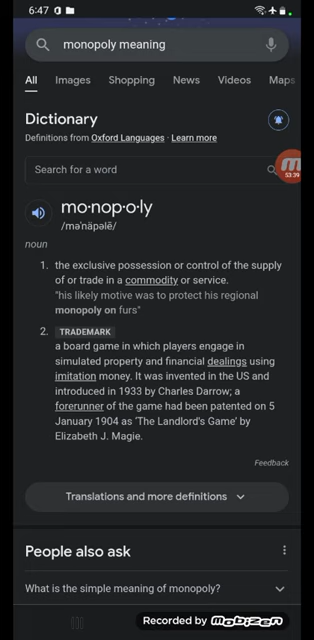 6:47
monopoly meaning
All Images Shopping News Videos Maps
Dictionary
Definitions from Oxford Languages · Learn more
Search for a word
53:39
mo·nop·o·ly
/məˈnäpəlē/
noun
1. the exclusive possession or control of the supply
of or trade in a commodity or service.
"his likely motive was to protect his regional
monopoly on furs"
2. TRADEMARK
a board game in which players engage in
simulated property and financial dealings using
imitation money. It was invented in the US and
introduced in 1933 by Charles Darrow; a
forerunner of the game had been patented on 5
January 1904 as 'The Landlord's Game' by
Elizabeth J. Magie.
Feedback
Translations and more definitions
People also ask
What is the simple meaning of monopoly?
Recorded by mobizen